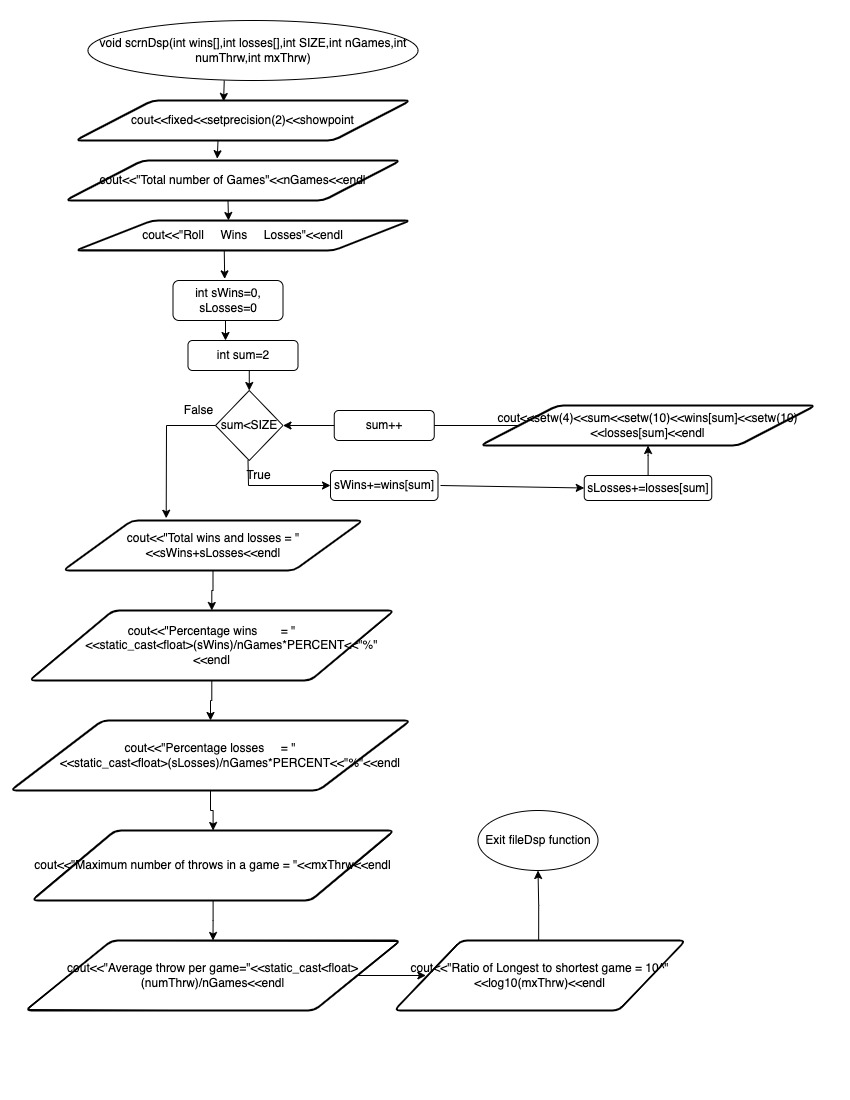 void scrnDsp(int wins[],int losses[],int SIZE,int nGames,int
numThrw,int mxThrw)
cout<<fixed<<setprecision(2)<<showpoint
cout<<"Total number of Games"<<nGames<<endl
cout<<"Roll     Wins     Losses"<<endl
int sWins=0,
sLosses=0
int sum=2
False
sum<SIZE
sum++
cout<<setw(4)<<sum<<setw(10)<<wins[sum]<<setw(10)
<<losses[sum]<<endl
True
sWins+=wins[sum]
sLosses+=losses[sum]
cout<<"Total wins and losses = "
<<sWins+sLosses<<endl
cout<<"Percentage wins       = "
<<static_cast<float>(sWins)/nGames*PERCENT<<"%"
<<endl
cout<<"Percentage losses     = "
<<static_cast<float>(sLosses)/nGames*PERCENT<<"%"<<endl
cout<<"Maximum number of throws in a game = "<<mxThrw<<endl
Exit fileDsp function
cout<<"Average throw per game="<<static_cast<float>
(numThrw)/nGames<<endl
cout<<"Ratio of Longest to shortest game = 10^"
<<log10(mxThrw)<<endl